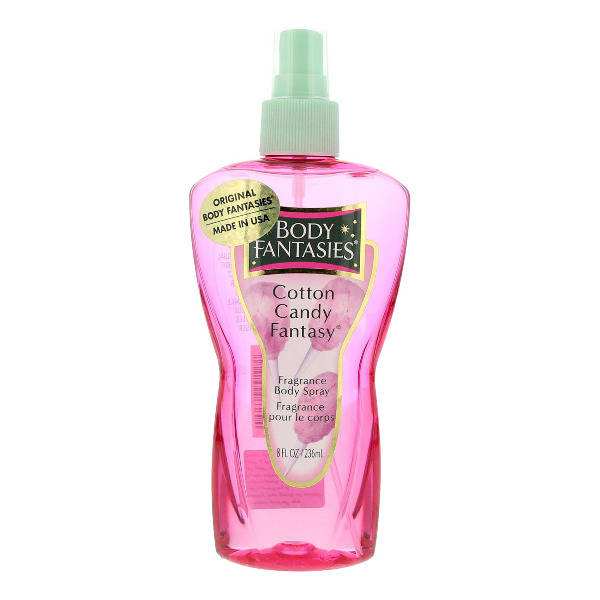 ORIGINAL
BODY FANTASIES®
MADE IN USA
BODY
FANTASIES®
Cotton
Candy
Fantasy®
Fragrance
Body Spray
Fragrance
pour le corps
8 FL OZ / 236ml